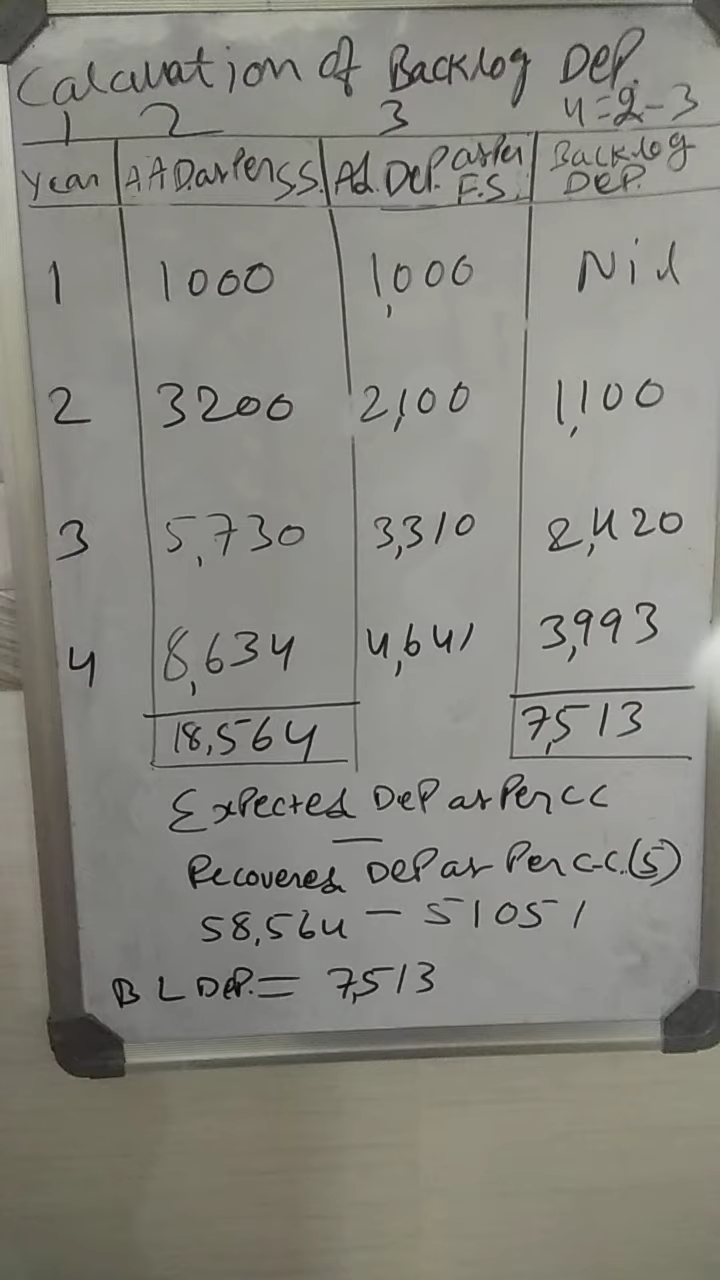 Calculation of Backlog DEP.
1 2 3 4=2-3
Year AAD.as Per S.S. Ad. DEP. as Per F.S. Backlog DEP.
1 1000 1,000 Nil
2 3200 2,100 1,100
3 5,730 3,310 2,420
4 8,634 4,641 3,993
18,564 7,513
Expected DeP as Per CC
—
Recovered DeP as Per C.C.(5)
58,564 - 51051
B L DEP. = 7,513